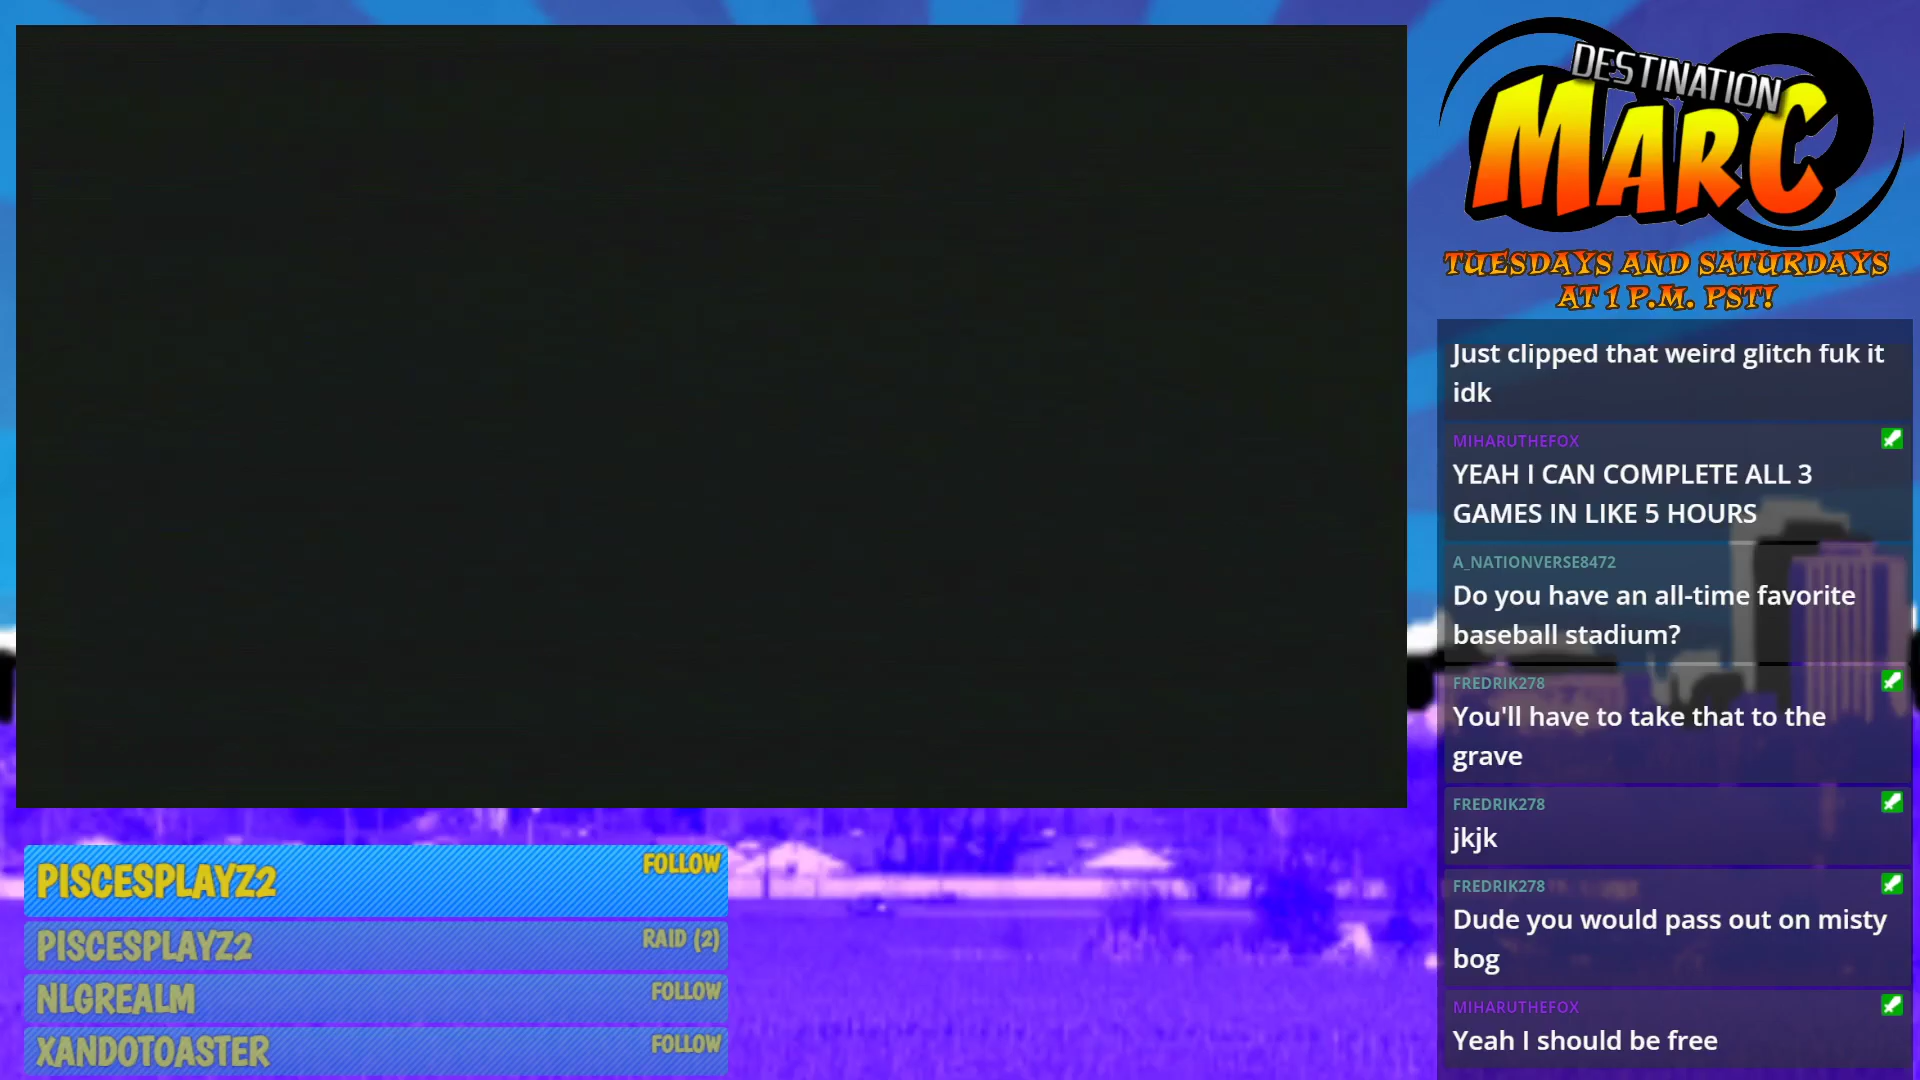 DESTINATION
MARC
TUESDAYS AND SATURDAYS
AT 1 P.M. PST!
Just clipped that weird glitch fuk it
idk
MIHARUTHEFOX
YEAH I CAN COMPLETE ALL 3
GAMES IN LIKE 5 HOURS
A_NATIONVERSE8472
Do you have an all-time favorite
baseball stadium?
FREDRIK278
You'll have to take that to the
grave
FREDRIK278
jkjk
FREDRIK278
Dude you would pass out on misty
bog
MIHARUTHEFOX
Yeah I should be free
PISCESPLAYZ2 FOLLOW
PISCESPLAYZ2 RAID (2)
NLGREALM FOLLOW
XANDOTOASTER FOLLOW